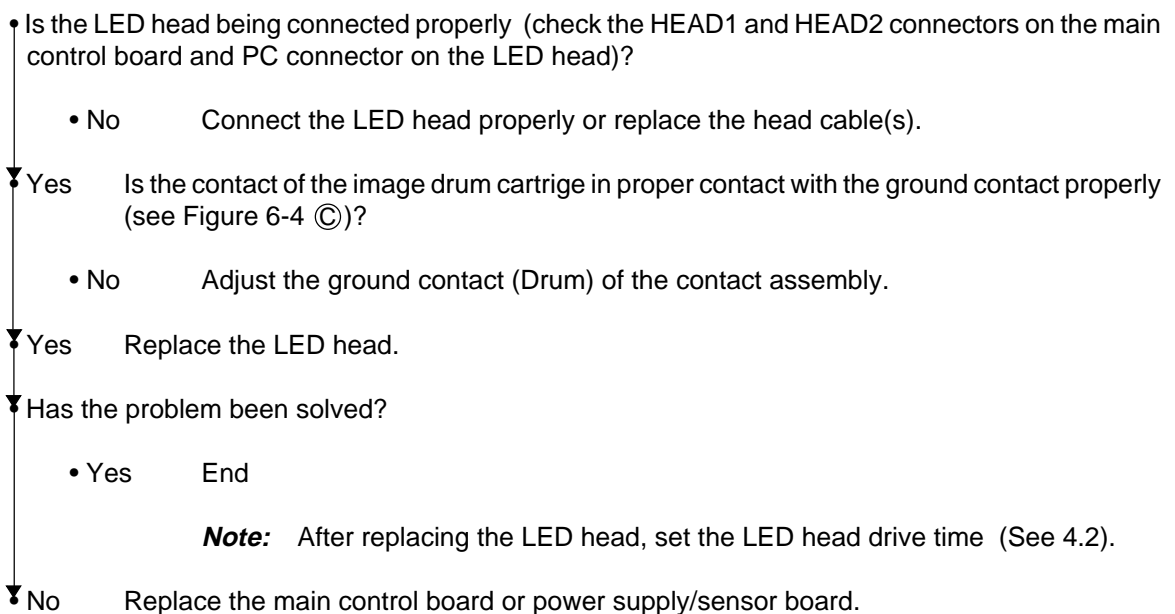 • Is the LED head being connected properly (check the HEAD1 and HEAD2 connectors on the main
control board and PC connector on the LED head)?
• No Connect the LED head properly or replace the head cable(s).
• Yes Is the contact of the image drum cartrige in proper contact with the ground contact properly
(see Figure 6-4 Ⓒ)?
• No Adjust the ground contact (Drum) of the contact assembly.
• Yes Replace the LED head.
• Has the problem been solved?
• Yes End
Note: After replacing the LED head, set the LED head drive time (See 4.2).
• No Replace the main control board or power supply/sensor board.